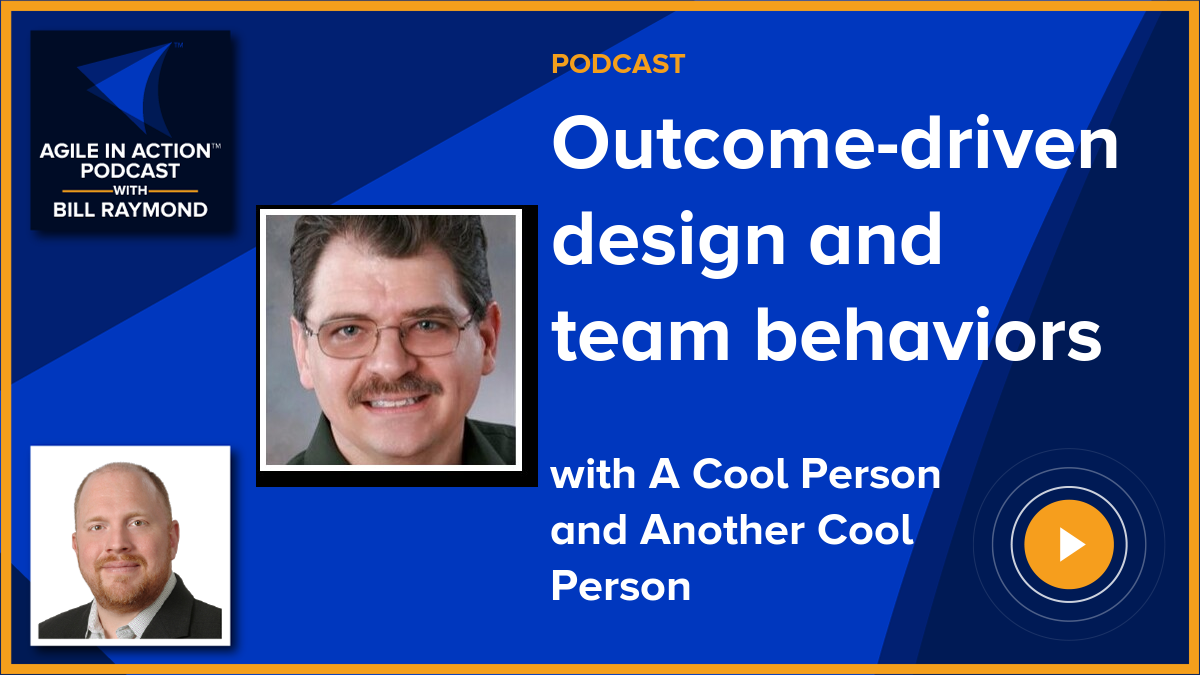 AGILE IN ACTION™
PODCAST
WITH
BILL RAYMOND
PODCAST
Outcome-driven
design and
team behaviors
with A Cool Person
and Another Cool
Person